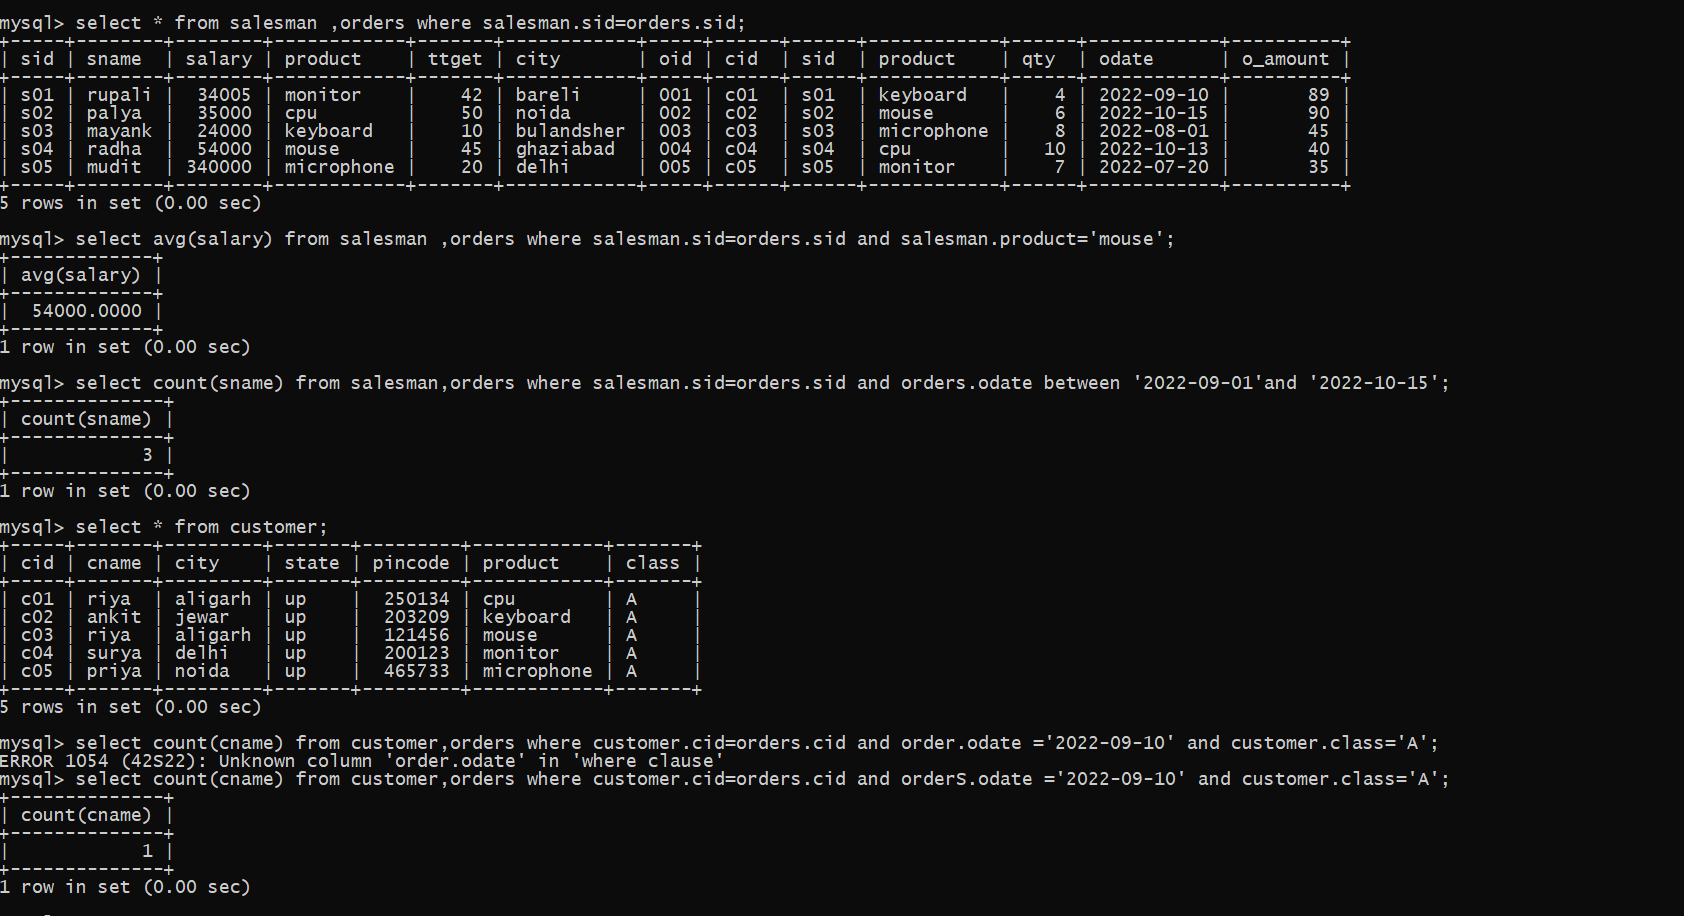 mysql> select * from salesman ,orders where salesman.sid=orders.sid;
+-----+--------+--------+------------+-------+------------+-----+------+------+------------+------+------------+----------+
| sid | sname  | salary | product    | ttget | city       | oid | cid  | sid  | product    | qty  | odate      | o_amount |
+-----+--------+--------+------------+-------+------------+-----+------+------+------------+------+------------+----------+
| s01 | rupali |  34005 | monitor    |    42 | bareli     | 001 | c01  | s01  | keyboard   |    4 | 2022-09-10 |       89 |
| s02 | palya  |  35000 | cpu        |    50 | noida      | 002 | c02  | s02  | mouse      |    6 | 2022-10-15 |       90 |
| s03 | mayank |  24000 | keyboard   |    10 | bulandsher | 003 | c03  | s03  | microphone |    8 | 2022-08-01 |       45 |
| s04 | radha  |  54000 | mouse      |    45 | ghaziabad  | 004 | c04  | s04  | cpu        |   10 | 2022-10-13 |       40 |
| s05 | mudit  | 340000 | microphone |    20 | delhi      | 005 | c05  | s05  | monitor    |    7 | 2022-07-20 |       35 |
+-----+--------+--------+------------+-------+------------+-----+------+------+------------+------+------------+----------+
5 rows in set (0.00 sec)
mysql> select avg(salary) from salesman ,orders where salesman.sid=orders.sid and salesman.product='mouse';
+-------------+
| avg(salary) |
+-------------+
|  54000.0000 |
+-------------+
1 row in set (0.00 sec)
mysql> select count(sname) from salesman,orders where salesman.sid=orders.sid and orders.odate between '2022-09-01'and '2022-10-15';
+--------------+
| count(sname) |
+--------------+
|            3 |
+--------------+
1 row in set (0.00 sec)
mysql> select * from customer;
+-----+-------+---------+-------+---------+------------+-------+
| cid | cname | city    | state | pincode | product    | class |
+-----+-------+---------+-------+---------+------------+-------+
| c01 | riya  | aligarh | up    |  250134 | cpu        | A     |
| c02 | ankit | jewar   | up    |  203209 | keyboard   | A     |
| c03 | riya  | aligarh | up    |  121456 | mouse      | A     |
| c04 | surya | delhi   | up    |  200123 | monitor    | A     |
| c05 | priya | noida   | up    |  465733 | microphone | A     |
+-----+-------+---------+-------+---------+------------+-------+
5 rows in set (0.00 sec)
mysql> select count(cname) from customer,orders where customer.cid=orders.cid and order.odate ='2022-09-10' and customer.class='A';
ERROR 1054 (42S22): Unknown column 'order.odate' in 'where clause'
mysql> select count(cname) from customer,orders where customer.cid=orders.cid and orderS.odate ='2022-09-10' and customer.class='A';
+--------------+
| count(cname) |
+--------------+
|            1 |
+--------------+
1 row in set (0.00 sec)